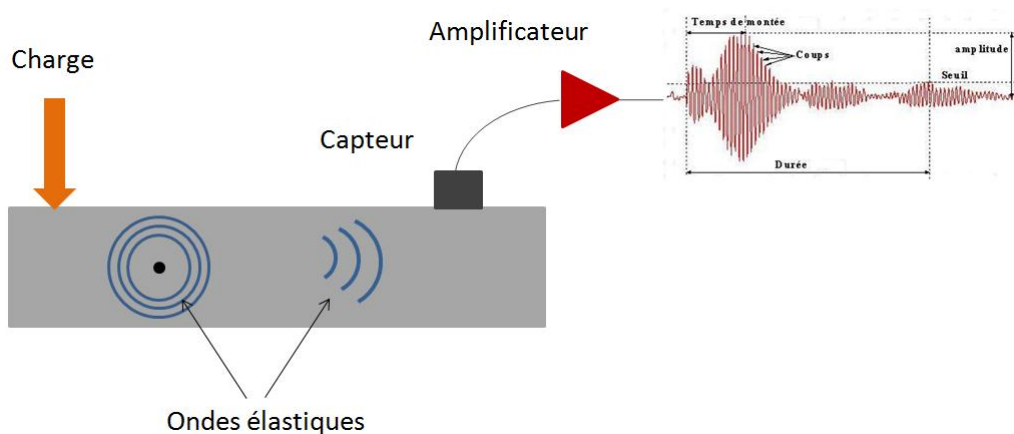 Amplificateur
Temps de montée
Coups
amplitude
Seuil
Durée
Charge
Capteur
Ondes élastiques